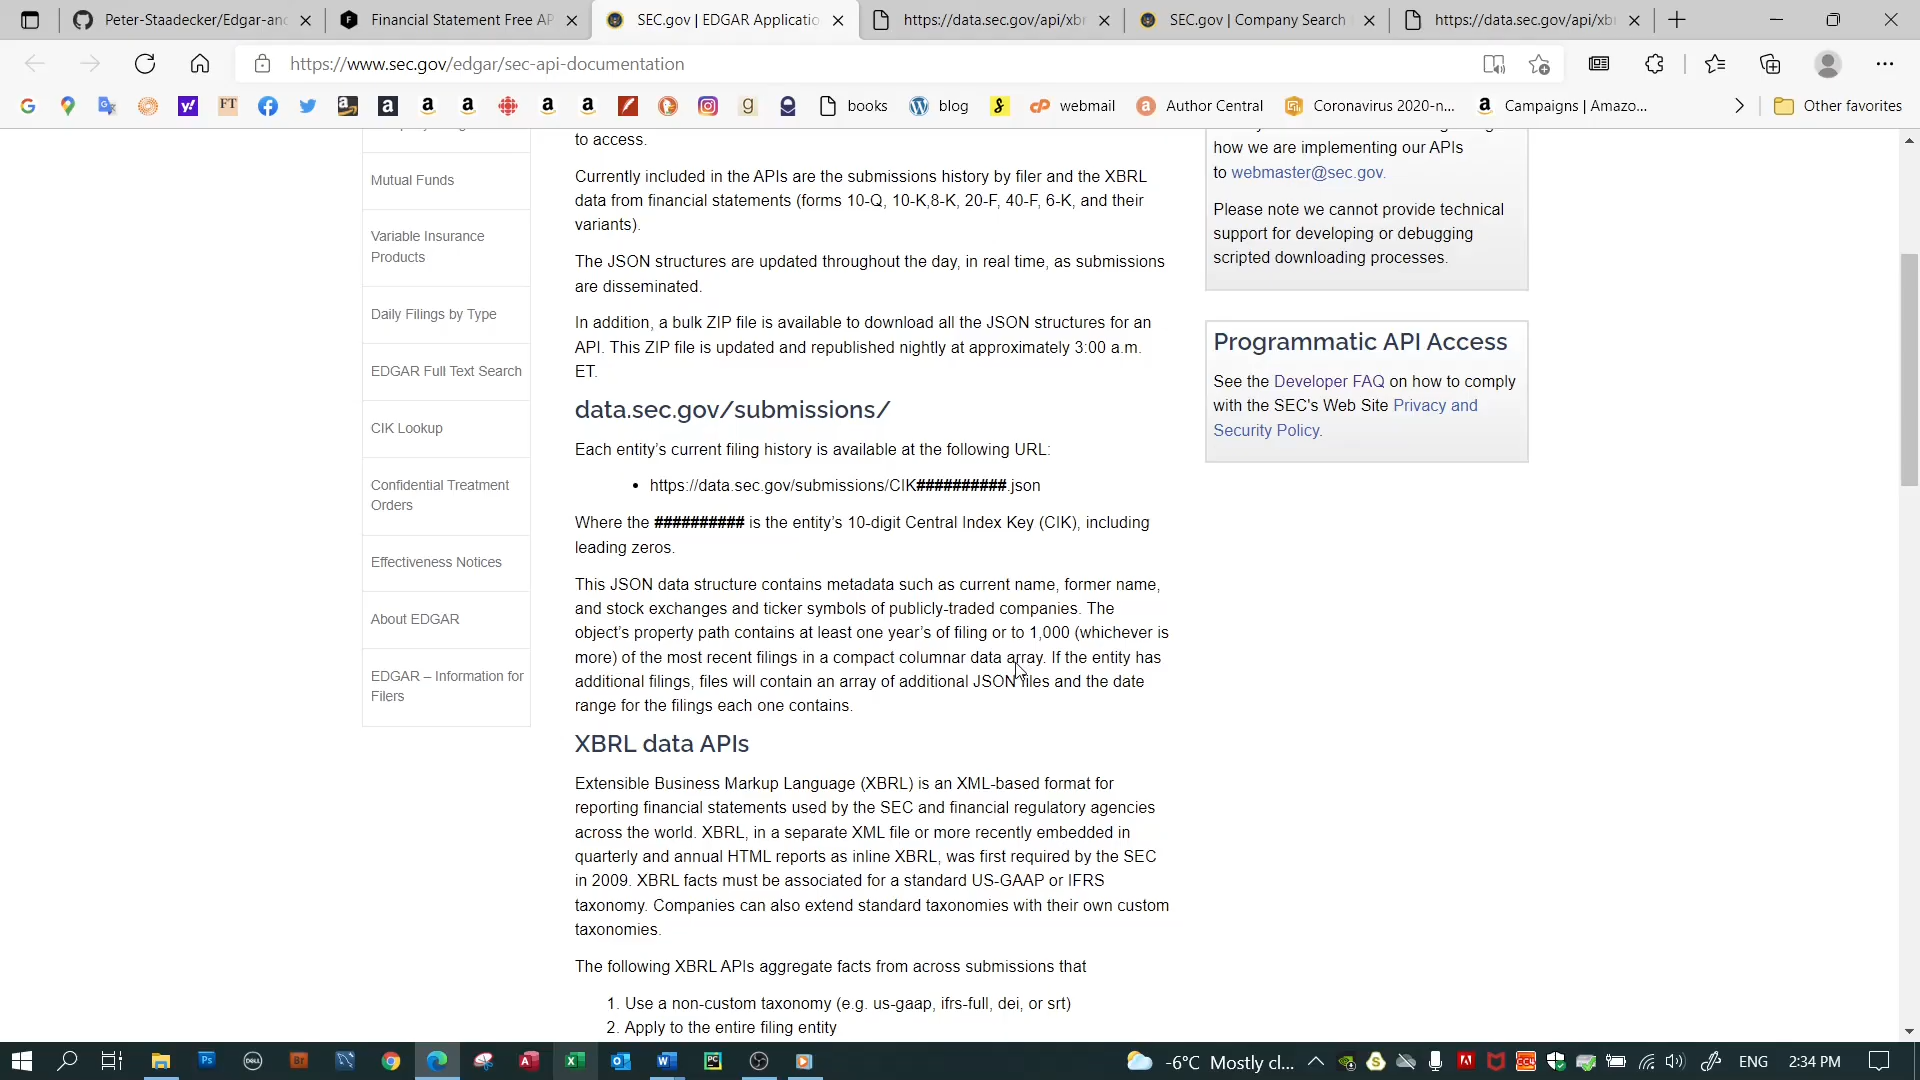 Peter-Staadecker/Edgar-and
Financial Statement Free AP
SEC.gov | EDGAR Applicatio
https://data.sec.gov/api/xbr
SEC.gov | Company Search
https://data.sec.gov/api/xb
https://www.sec.gov/edgar/sec-api-documentation
books
blog
webmail
Author Central
Coronavirus 2020-n...
Campaigns | Amazo...
Other favorites
Mutual Funds
Variable Insurance
Products
Daily Filings by Type
EDGAR Full Text Search
CIK Lookup
Confidential Treatment
Orders
Effectiveness Notices
About EDGAR
EDGAR – Information for
Filers
to access.
Currently included in the APIs are the submissions history by filer and the XBRL
data from financial statements (forms 10-Q, 10-K,8-K, 20-F, 40-F, 6-K, and their
variants).
The JSON structures are updated throughout the day, in real time, as submissions
are disseminated.
In addition, a bulk ZIP file is available to download all the JSON structures for an
API. This ZIP file is updated and republished nightly at approximately 3:00 a.m.
ET.
data.sec.gov/submissions/
Each entity’s current filing history is available at the following URL:
• https://data.sec.gov/submissions/CIK##########.json
Where the ########## is the entity’s 10-digit Central Index Key (CIK), including
leading zeros.
This JSON data structure contains metadata such as current name, former name,
and stock exchanges and ticker symbols of publicly-traded companies. The
object’s property path contains at least one year’s of filing or to 1,000 (whichever is
more) of the most recent filings in a compact columnar data array. If the entity has
additional filings, files will contain an array of additional JSON files and the date
range for the filings each one contains.
XBRL data APIs
Extensible Business Markup Language (XBRL) is an XML-based format for
reporting financial statements used by the SEC and financial regulatory agencies
across the world. XBRL, in a separate XML file or more recently embedded in
quarterly and annual HTML reports as inline XBRL, was first required by the SEC
in 2009. XBRL facts must be associated for a standard US-GAAP or IFRS
taxonomy. Companies can also extend standard taxonomies with their own custom
taxonomies.
The following XBRL APIs aggregate facts from across submissions that
1. Use a non-custom taxonomy (e.g. us-gaap, ifrs-full, dei, or srt)
2. Apply to the entire filing entity
how we are implementing our APIs
to webmaster@sec.gov.
Please note we cannot provide technical
support for developing or debugging
scripted downloading processes.
Programmatic API Access
See the Developer FAQ on how to comply
with the SEC's Web Site Privacy and
Security Policy.
-6°C Mostly cl...
ENG
2:34 PM